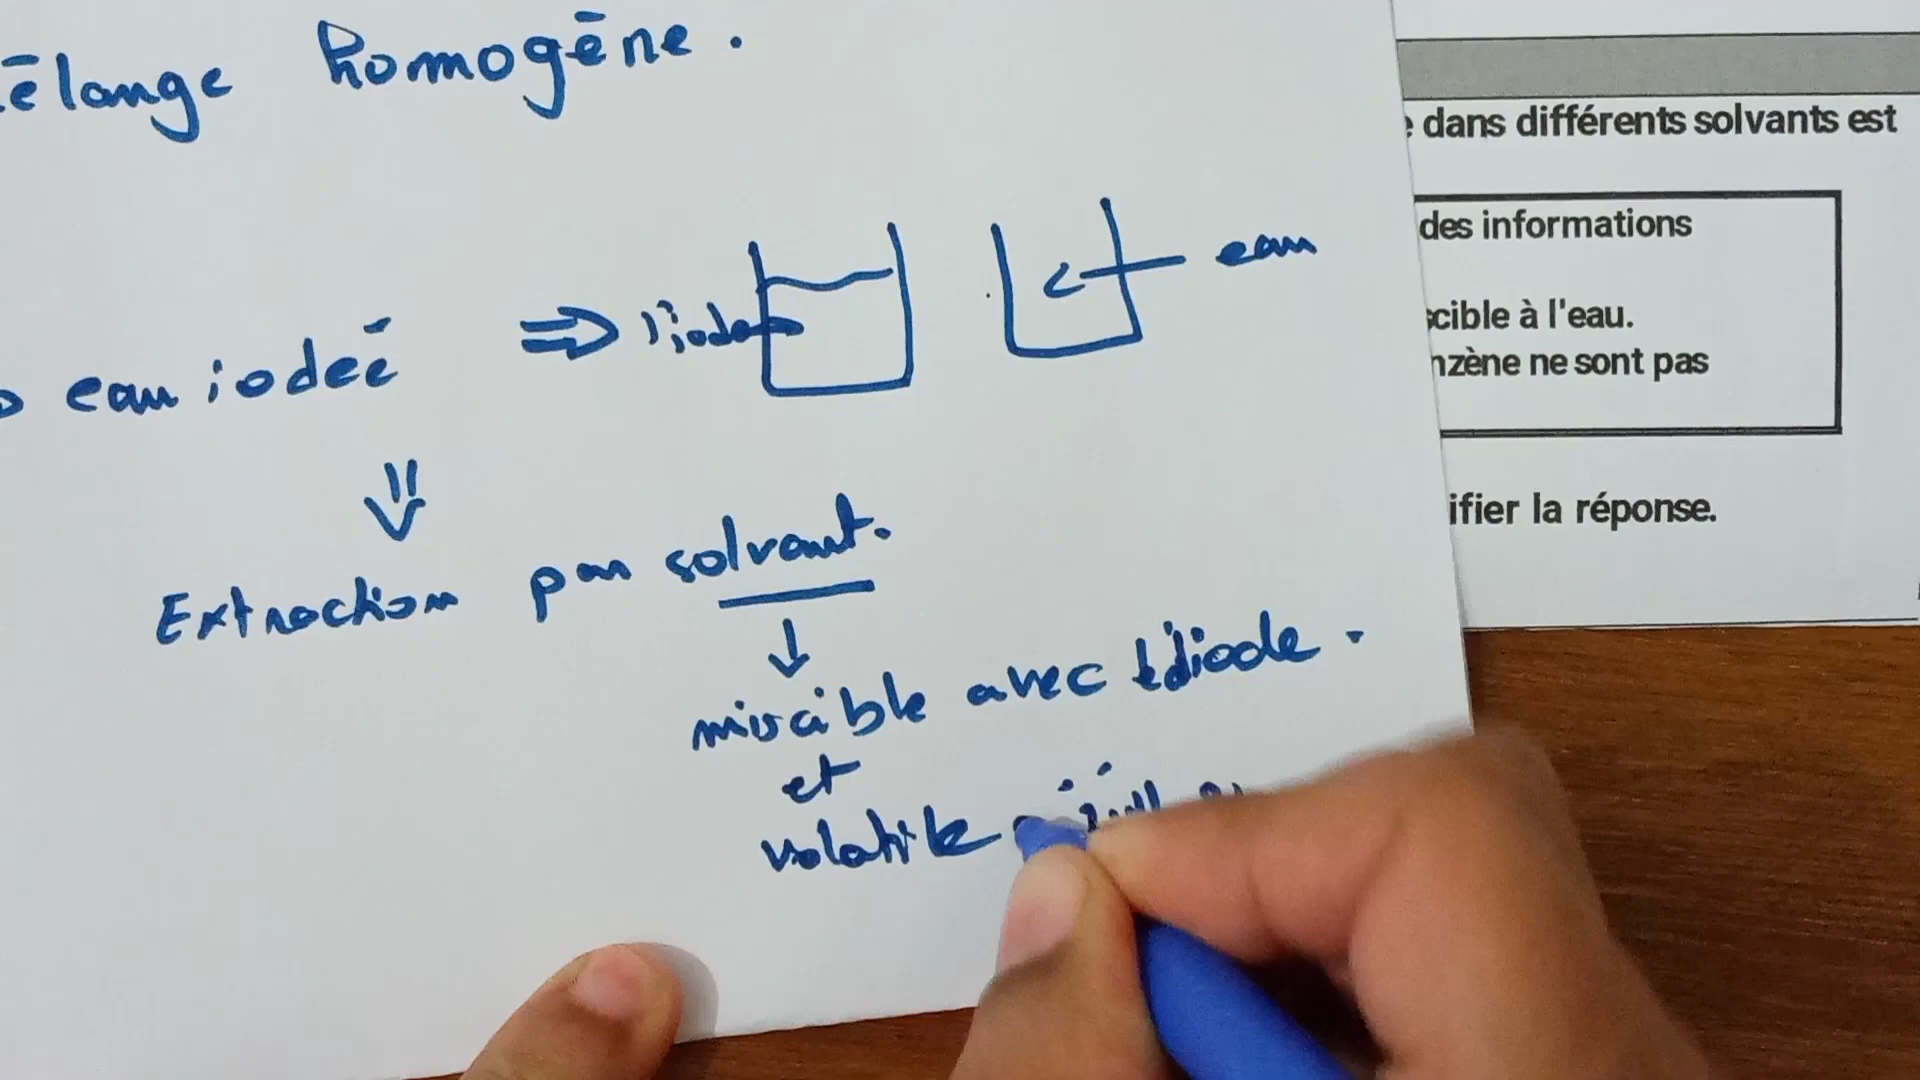 élange homogène.
eau iodeé ⇒ l'iode eau
Extraction par solvant.
miscible avec l'diode.
et
volatile
dans différents solvants est
des informations
scible à l'eau.
nzène ne sont pas
ifier la réponse.